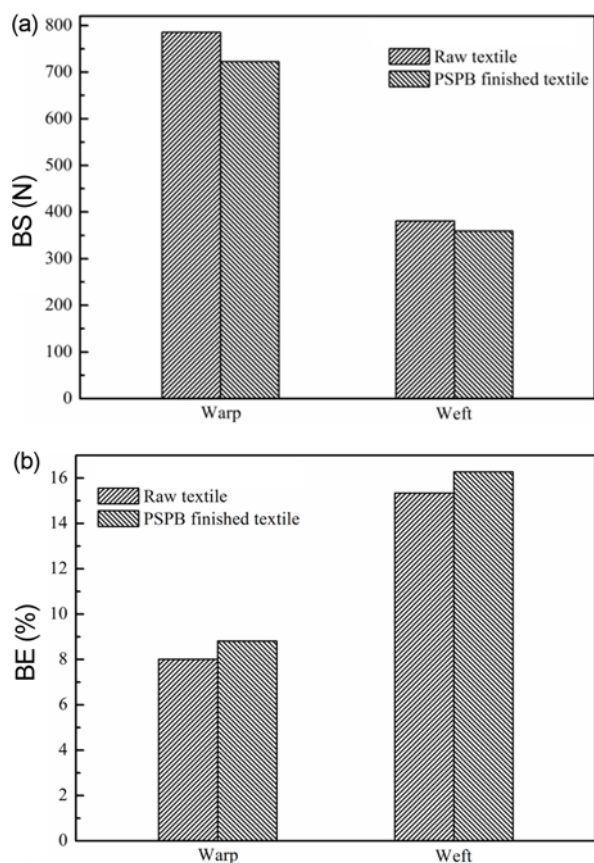 (a)
800
700
600
500
400
300
200
100
0
BS (N)
Raw textile
PSPB finished textile
Warp Weft
(b)
16
14
12
10
8
6
4
2
0
BE (%)
Raw textile
PSPB finished textile
Warp Weft